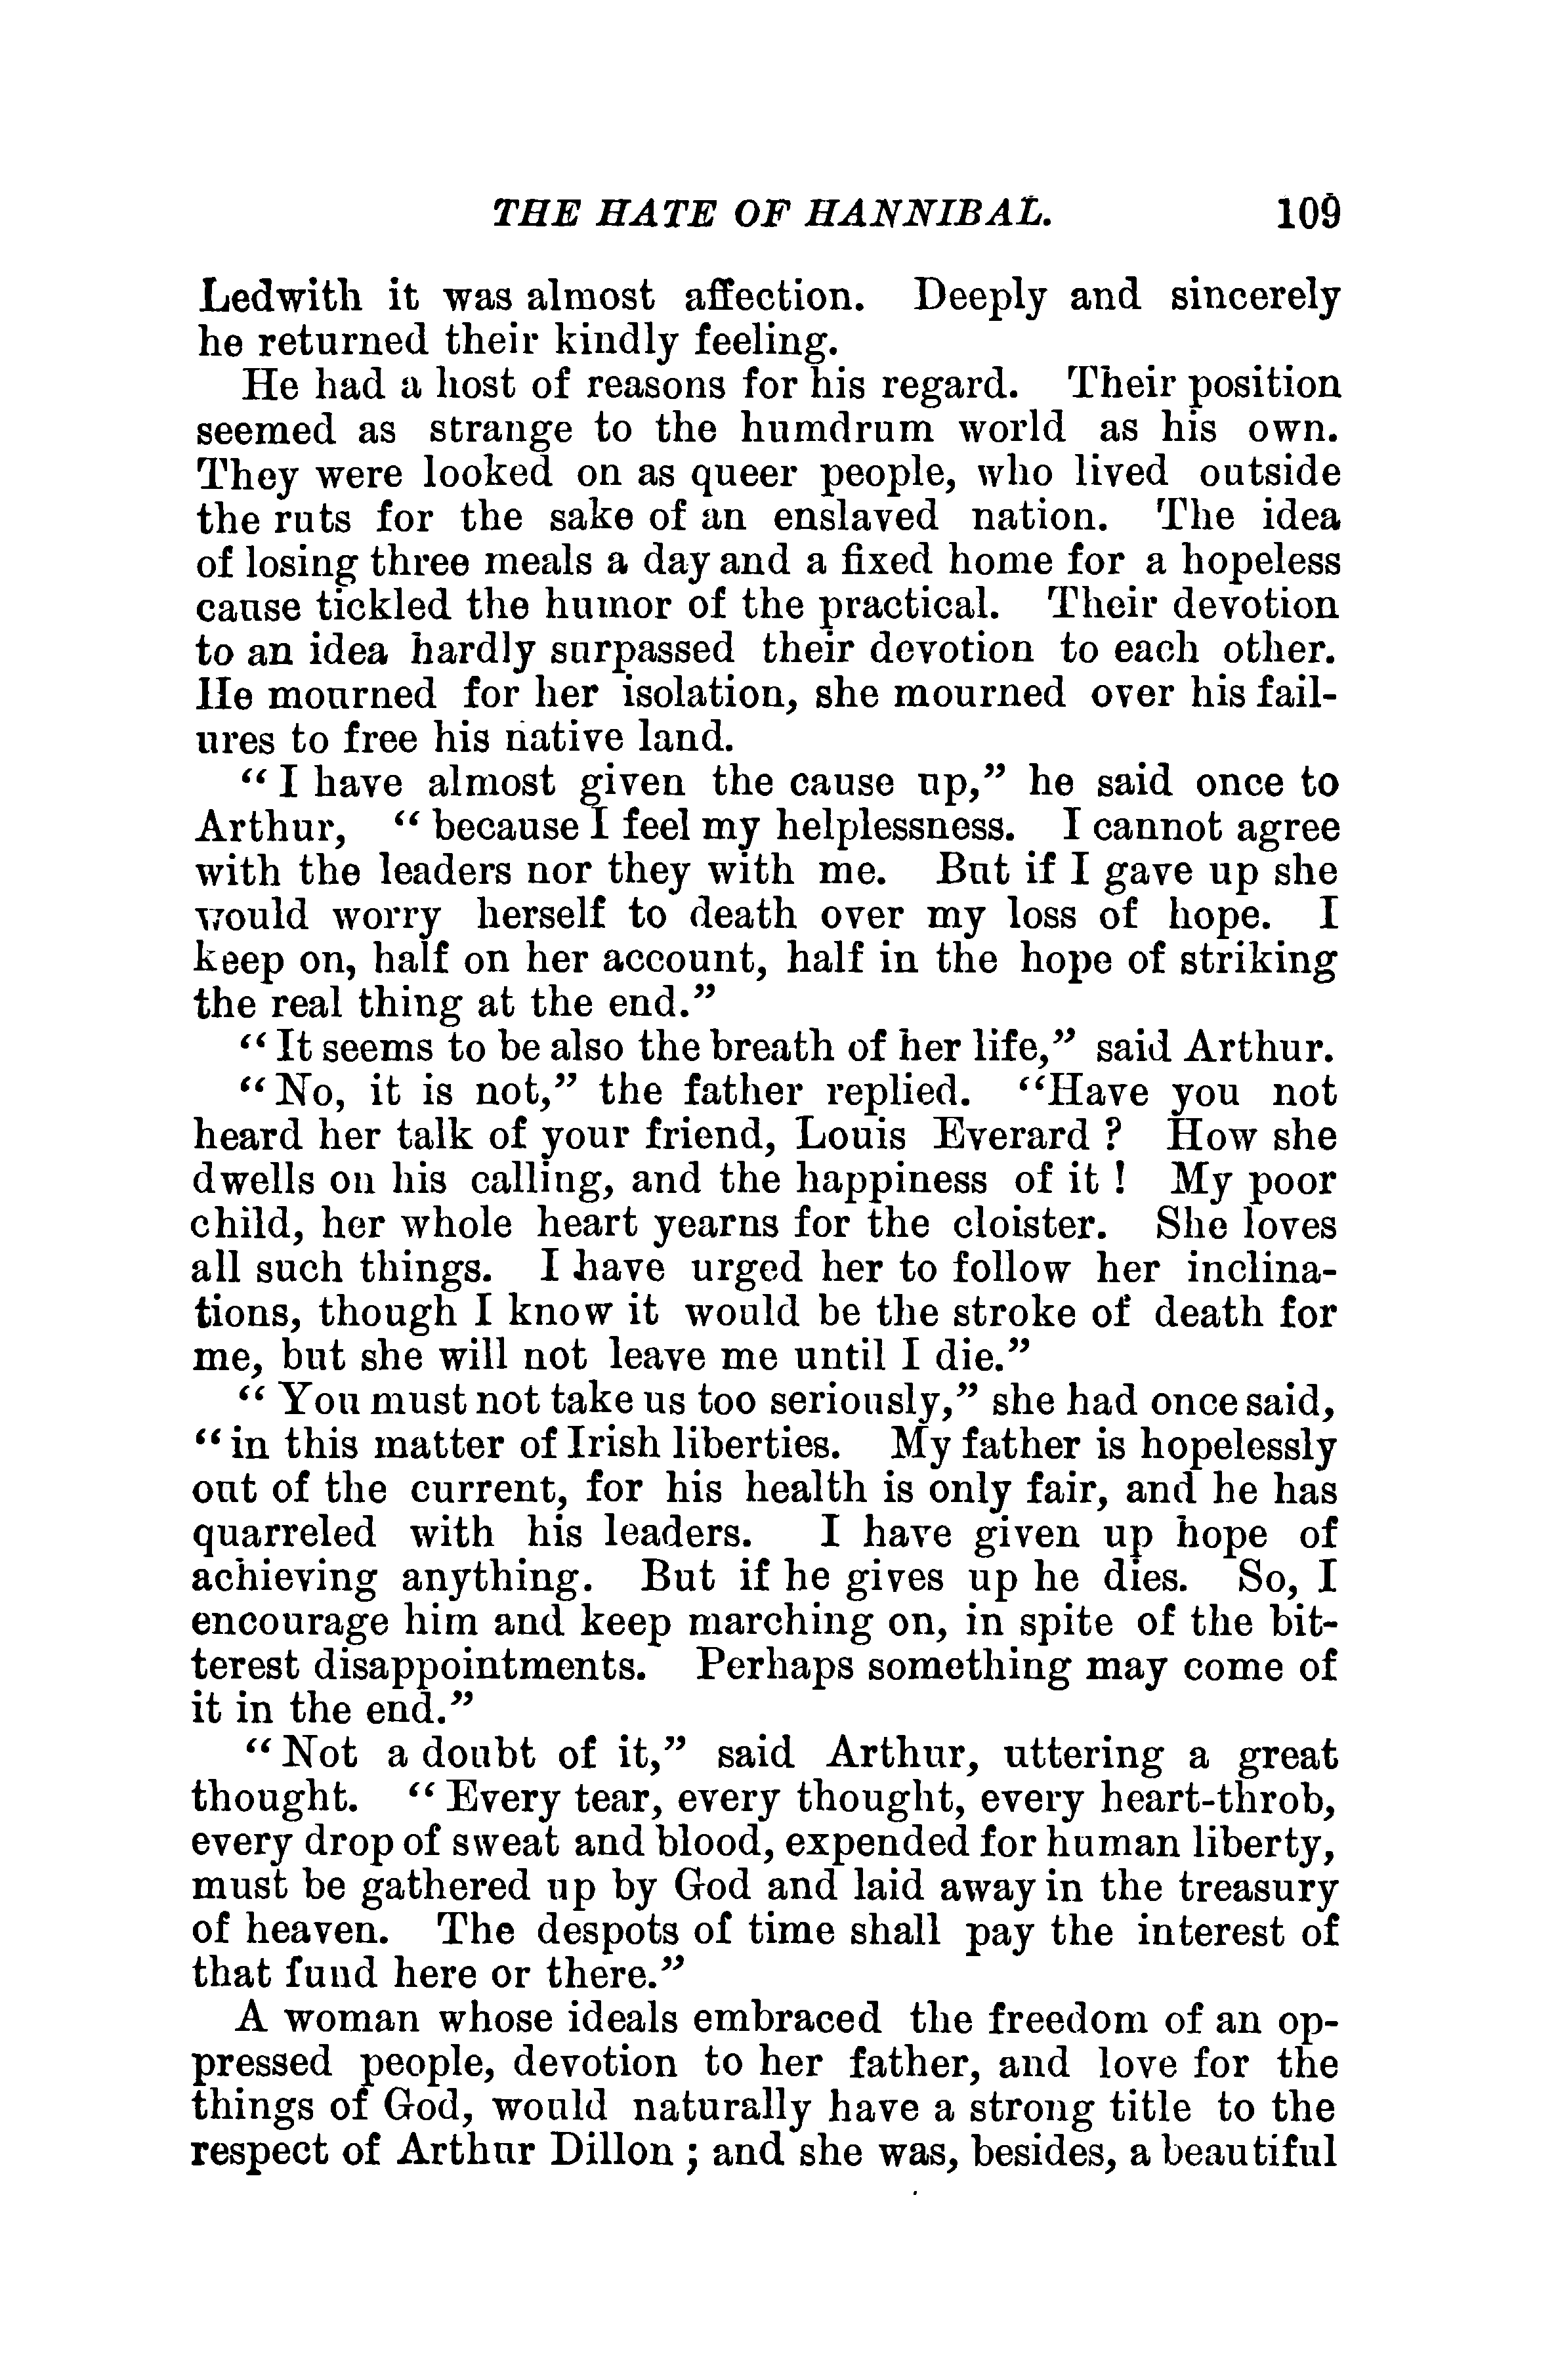 THE HATE OF HANNIBAL. 109
Ledwith it was almost affection. Deeply and sincerely
he returned their kindly feeling.
He had a host of reasons for his regard. Their position
seemed as strange to the humdrum world as his own.
They were looked on as queer people, who lived outside
the ruts for the sake of an enslaved nation. The idea
of losing three meals a day and a fixed home for a hopeless
cause tickled the humor of the practical. Their devotion
to an idea hardly surpassed their devotion to each other.
He mourned for her isolation, she mourned over his fail-
ures to free his native land.
“I have almost given the cause up,” he said once to
Arthur, “because I feel my helplessness. I cannot agree
with the leaders nor they with me. But if I gave up she
would worry herself to death over my loss of hope. I
keep on, half on her account, half in the hope of striking
the real thing at the end.”
“It seems to be also the breath of her life,” said Arthur.
“No, it is not,” the father replied. “Have you not
heard her talk of your friend, Louis Everard? How she
dwells on his calling, and the happiness of it! My poor
child, her whole heart yearns for the cloister. She loves
all such things. I have urged her to follow her inclina-
tions, though I know it would be the stroke of death for
me, but she will not leave me until I die.”
“You must not take us too seriously,” she had once said,
“in this matter of Irish liberties. My father is hopelessly
out of the current, for his health is only fair, and he has
quarreled with his leaders. I have given up hope of
achieving anything. But if he gives up he dies. So, I
encourage him and keep marching on, in spite of the bit-
terest disappointments. Perhaps something may come of
it in the end.”
“Not a doubt of it,” said Arthur, uttering a great
thought. “Every tear, every thought, every heart-throb,
every drop of sweat and blood, expended for human liberty,
must be gathered up by God and laid away in the treasury
of heaven. The despots of time shall pay the interest of
that fund here or there.”
A woman whose ideals embraced the freedom of an op-
pressed people, devotion to her father, and love for the
things of God, would naturally have a strong title to the
respect of Arthur Dillon; and she was, besides, a beautiful